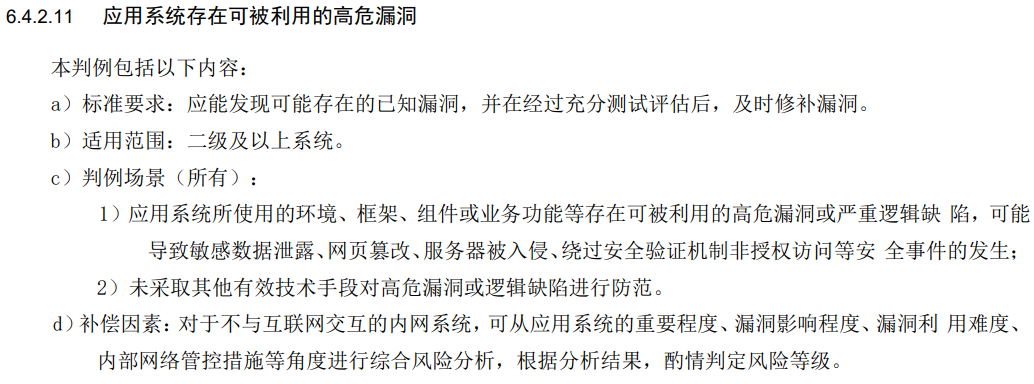 6.4.2.11 应用系统存在可被利用的高危漏洞
本判例包括以下内容：
a）标准要求：应能发现可能存在的已知漏洞，并在经过充分测试评估后，及时修补漏洞。
b）适用范围：二级及以上系统。
c）判例场景（所有）：
1）应用系统所使用的环境、框架、组件或业务功能等存在可被利用的高危漏洞或严重逻辑缺 陷，可能
导致敏感数据泄露、网页篡改、服务器被入侵、绕过安全验证机制非授权访问等安 全事件的发生；
2）未采取其他有效技术手段对高危漏洞或逻辑缺陷进行防范。
d）补偿因素：对于不与互联网交互的内网系统，可从应用系统的重要程度、漏洞影响程度、漏洞利 用难度、
内部网络管控措施等角度进行综合风险分析，根据分析结果，酌情判定风险等级。